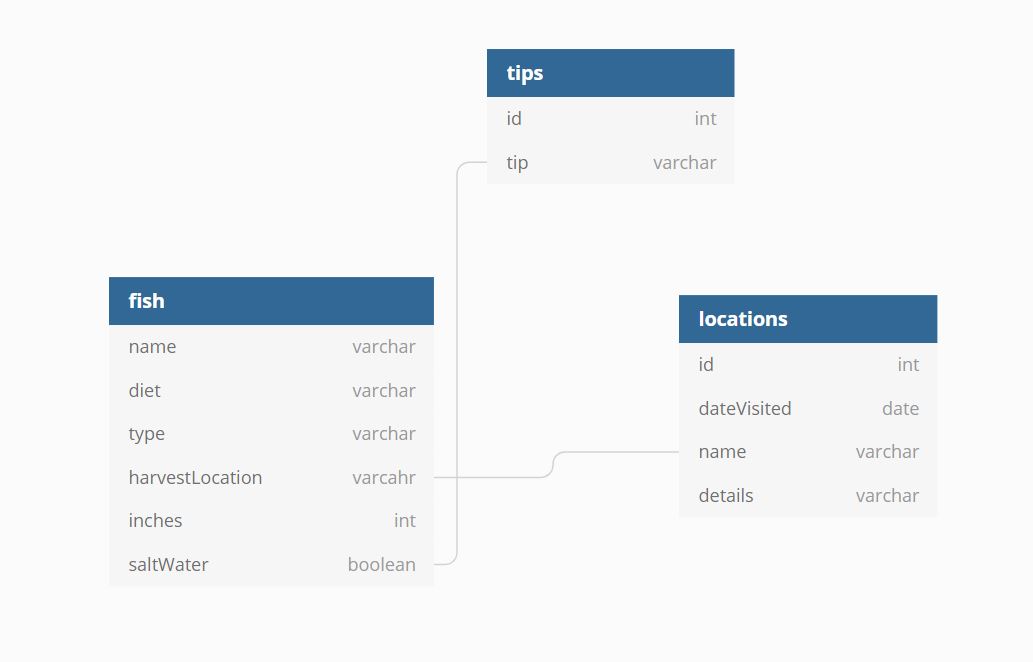 tips
id int
tip varchar
fish
name varchar
diet varchar
type varchar
harvestLocation varcahr
inches int
saltWater boolean
locations
id int
dateVisited date
name varchar
details varchar